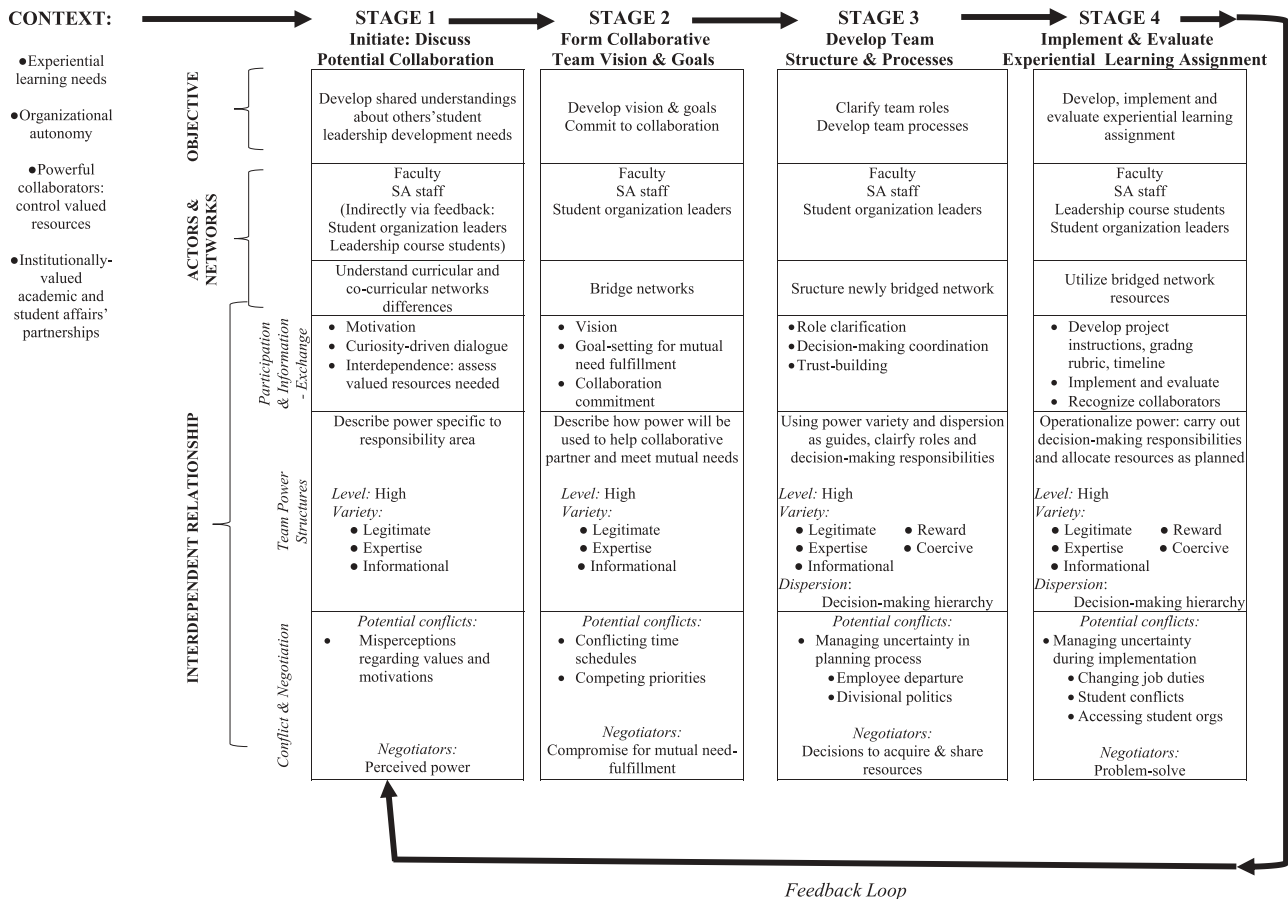 CONTEXT:
●Experiential
learning needs
●Organizational
autonomy
●Powerful
collaborators:
control valued
resources
●Institutionally-
valued
academic and
student affairs’
partnerships
OBJECTIVE
ACTORS &
NETWORKS
INTERDEPENDENT RELATIONSHIP
Participation
& Information
- Exchange
Team Power
Structures
Conflict & Negotiation
STAGE 1
Initiate: Discuss
Potential Collaboration
Develop shared understandings
about others’student
leadership development needs
Faculty
SA staff
(Indirectly via feedback:
Student organization leaders
Leadership course students)
Understand curricular and
co-curricular networks
differences
● Motivation
● Curiosity-driven dialogue
● Interdependence: assess
valued resources needed
Describe power specific to
responsibility area
Level: High
Variety:
● Legitimate
● Expertise
● Informational
Potential conflicts:
● Misperceptions
regarding values and
motivations
Negotiators:
Perceived power
STAGE 2
Form Collaborative
Team Vision & Goals
Develop vision & goals
Commit to collaboration
Faculty
SA staff
Student organization leaders
Bridge networks
● Vision
● Goal-setting for mutual
need fulfillment
● Collaboration
commitment
Describe how power will be
used to help collaborative
partner and meet mutual needs
Level: High
Variety:
● Legitimate
● Expertise
● Informational
Potential conflicts:
● Conflicting time
schedules
● Competing priorities
Negotiators:
Compromise for mutual need-
fulfillment
STAGE 3
Develop Team
Structure & Processes
Clarify team roles
Develop team processes
Faculty
SA staff
Student organization leaders
Sructure newly bridged network
●Role clarification
●Decision-making coordination
●Trust-building
Using power variety and dispersion
as guides, clairfy roles and
decision-making responsibilities
Level: High
Variety:
● Legitimate ● Reward
● Expertise ● Coercive
● Informational
Dispersion:
Decision-making hierarchy
Potential conflicts:
● Managing uncertainty in
planning process
● Employee departure
● Divisional politics
Negotiators:
Decisions to acquire & share
resources
STAGE 4
Implement & Evaluate
Experiential Learning Assignment
Develop, implement and
evaluate experiential learning
assignment
Faculty
SA staff
Leadership course students
Student organization leaders
Utilize bridged network
resources
● Develop project
instructions, gradng
rubric, timeline
● Implement and evaluate
● Recognize collaborators
Operationalize power: carry out
decision-making responsibilities
and allocate resources as planned
Level: High
Variety:
● Legitimate ● Reward
● Expertise ● Coercive
● Informational
Dispersion:
Decision-making hierarchy
Potential conflicts:
● Managing uncertainty
during implementation
● Changing job duties
● Student conflicts
● Accessing student orgs
Negotiators:
Problem-solve
Feedback Loop